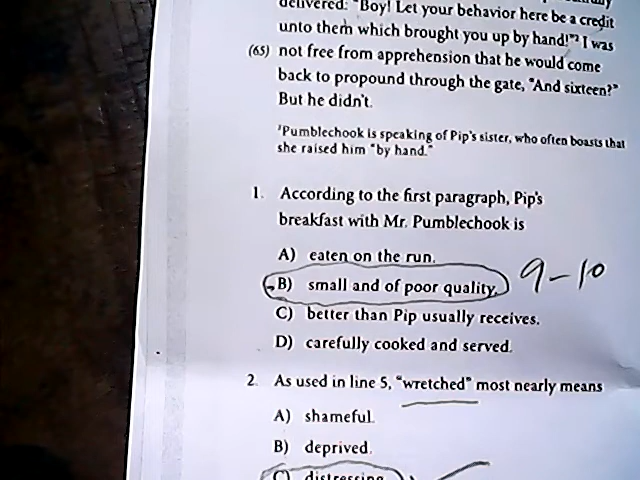 delivered: "Boy! Let your behavior here be a credit
unto them which brought you up by hand!"² I was
(65) not free from apprehension that he would come
back to propound through the gate, "And sixteen?"
But he didn't.
²Pumblechook is speaking of Pip's sister, who often boasts that
she raised him "by hand."
1. According to the first paragraph, Pip's
breakfast with Mr. Pumblechook is
A) eaten on the run.
B) small and of poor quality.
C) better than Pip usually receives.
D) carefully cooked and served.
9-10
2. As used in line 5, "wretched" most nearly means
A) shameful.
B) deprived.
C) distressing.